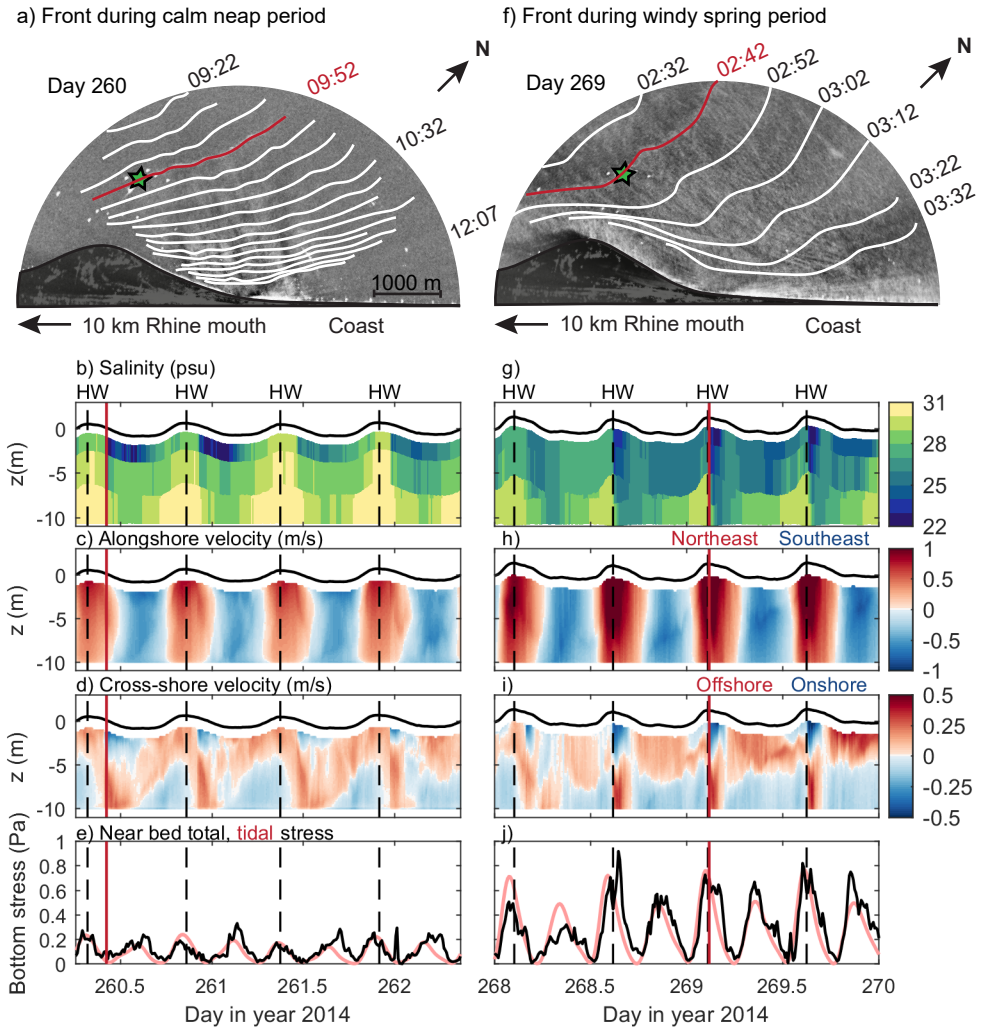 a) Front during calm neap period
f) Front during windy spring period
Day 260
09:22
09:52
10:32
12:07
N
1000 m
10 km Rhine mouth
Coast
Day 269
02:32
02:42
02:52
03:02
03:12
03:22
03:32
N
10 km Rhine mouth
Coast
b) Salinity (psu)
HW HW HW HW
z(m)
0
-5
-10
g)
HW HW HW HW
31
28
25
22
c) Alongshore velocity (m/s)
z (m)
0
-5
-10
h)
Northeast Southeast
1
0.5
0
-0.5
-1
d) Cross-shore velocity (m/s)
z (m)
0
-5
-10
i)
Offshore Onshore
0.5
0.25
0
-0.25
-0.5
e) Near bed total, tidal stress
Bottom stress (Pa)
1
0.8
0.6
0.4
0.2
0
260.5 261 261.5 262
Day in year 2014
j)
268 268.5 269 269.5 270
Day in year 2014